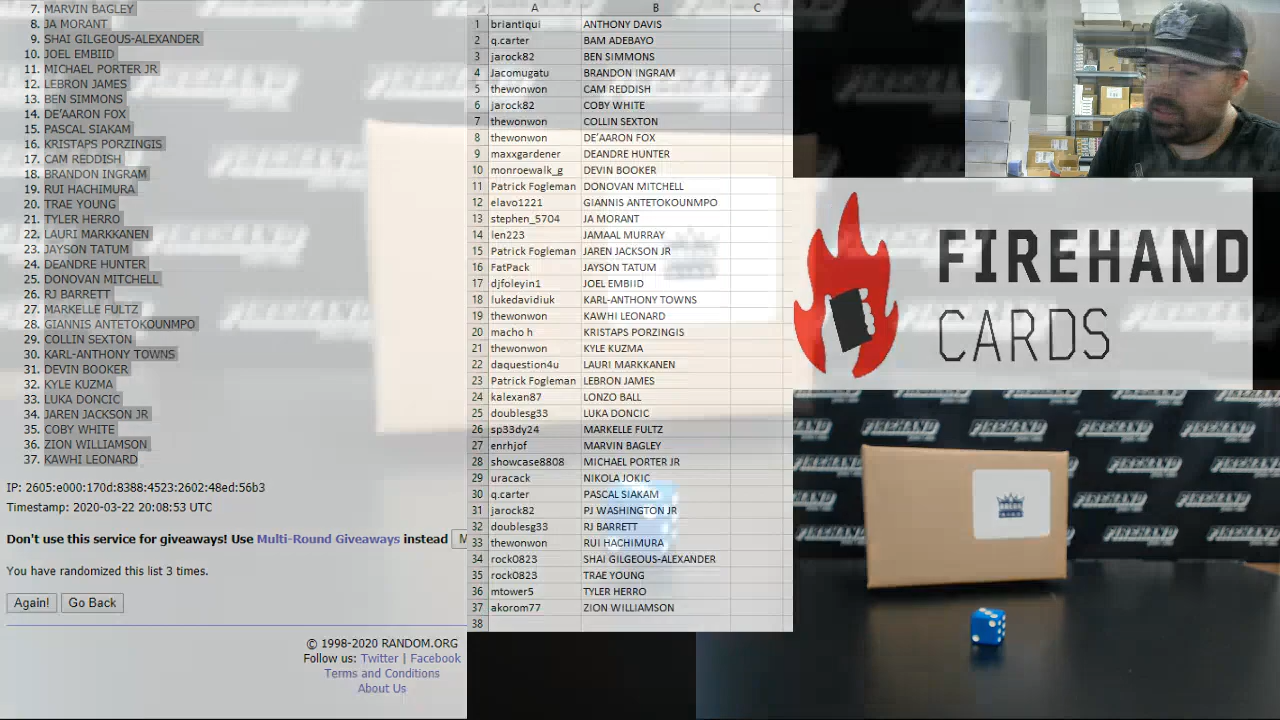 7. MARVIN BAGLEY
8. JA MORANT
9. SHAI GILGEOUS-ALEXANDER
10. JOEL EMBIID
11. MICHAEL PORTER JR
12. LEBRON JAMES
13. BEN SIMMONS
14. DE'AARON FOX
15. PASCAL SIAKAM
16. KRISTAPS PORZINGIS
17. CAM REDDISH
18. BRANDON INGRAM
19. RUI HACHIMURA
20. TRAE YOUNG
21. TYLER HERRO
22. LAURI MARKKANEN
23. JAYSON TATUM
24. DEANDRE HUNTER
25. DONOVAN MITCHELL
26. RJ BARRETT
27. MARKELLE FULTZ
28. GIANNIS ANTETOKOUNMPO
29. COLLIN SEXTON
30. KARL-ANTHONY TOWNS
31. DEVIN BOOKER
32. KYLE KUZMA
33. LUKA DONCIC
34. JAREN JACKSON JR
35. COBY WHITE
36. ZION WILLIAMSON
37. KAWHI LEONARD
IP: 2605:e000:170d:8388:4523:2602:48ed:56b3
Timestamp: 2020-03-22 20:08:53 UTC
Don't use this service for giveaways! Use Multi-Round Giveaways instead
You have randomized this list 3 times.
Again! Go Back
© 1998-2020 RANDOM.ORG
Follow us: Twitter | Facebook
Terms and Conditions
About Us
A B C
1 briantiqui ANTHONY DAVIS
2 q.carter BAM ADEBAYO
3 jarock82 BEN SIMMONS
4 Jacomugatu BRANDON INGRAM
5 thewonwon CAM REDDISH
6 jarock82 COBY WHITE
7 thewonwon COLLIN SEXTON
8 thewonwon DE'AARON FOX
9 maxxgardener DEANDRE HUNTER
10 monroewalk_g DEVIN BOOKER
11 Patrick Fogleman DONOVAN MITCHELL
12 elavo1221 GIANNIS ANTETOKOUNMPO
13 stephen_5704 JA MORANT
14 len223 JAMAAL MURRAY
15 Patrick Fogleman JAREN JACKSON JR
16 FatPack JAYSON TATUM
17 djfoleyin1 JOEL EMBIID
18 lukedavidiuk KARL-ANTHONY TOWNS
19 thewonwon KAWHI LEONARD
20 macho h KRISTAPS PORZINGIS
21 thewonwon KYLE KUZMA
22 daquestion4u LAURI MARKKANEN
23 Patrick Fogleman LEBRON JAMES
24 kalexan87 LONZO BALL
25 doublesg33 LUKA DONCIC
26 sp33dy24 MARKELLE FULTZ
27 enrhjof MARVIN BAGLEY
28 showcase8808 MICHAEL PORTER JR
29 uracack NIKOLA JOKIC
30 q.carter PASCAL SIAKAM
31 jarock82 PJ WASHINGTON JR
32 doublesg33 RJ BARRETT
33 thewonwon RUI HACHIMURA
34 rock0823 SHAI GILGEOUS-ALEXANDER
35 rock0823 TRAE YOUNG
36 mtower5 TYLER HERRO
37 akorom77 ZION WILLIAMSON
38
FIREHAND
CARDS
FIREHAND
FIREHAND
FIREHAND